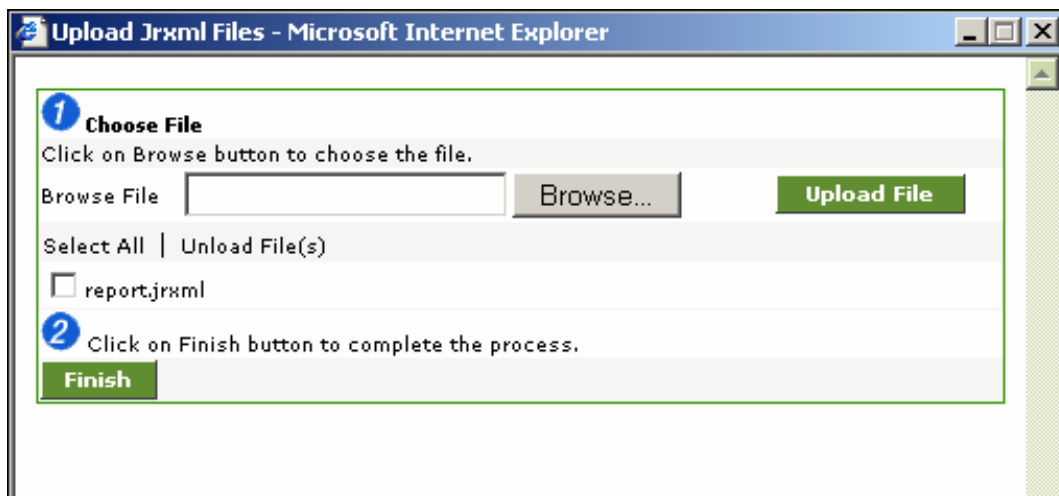 Upload Jrxml Files - Microsoft Internet Explorer
1 Choose File
Click on Browse button to choose the file.
Browse File Browse... Upload File
Select All | Unload File(s)
report.jrxml
2 Click on Finish button to complete the process.
Finish